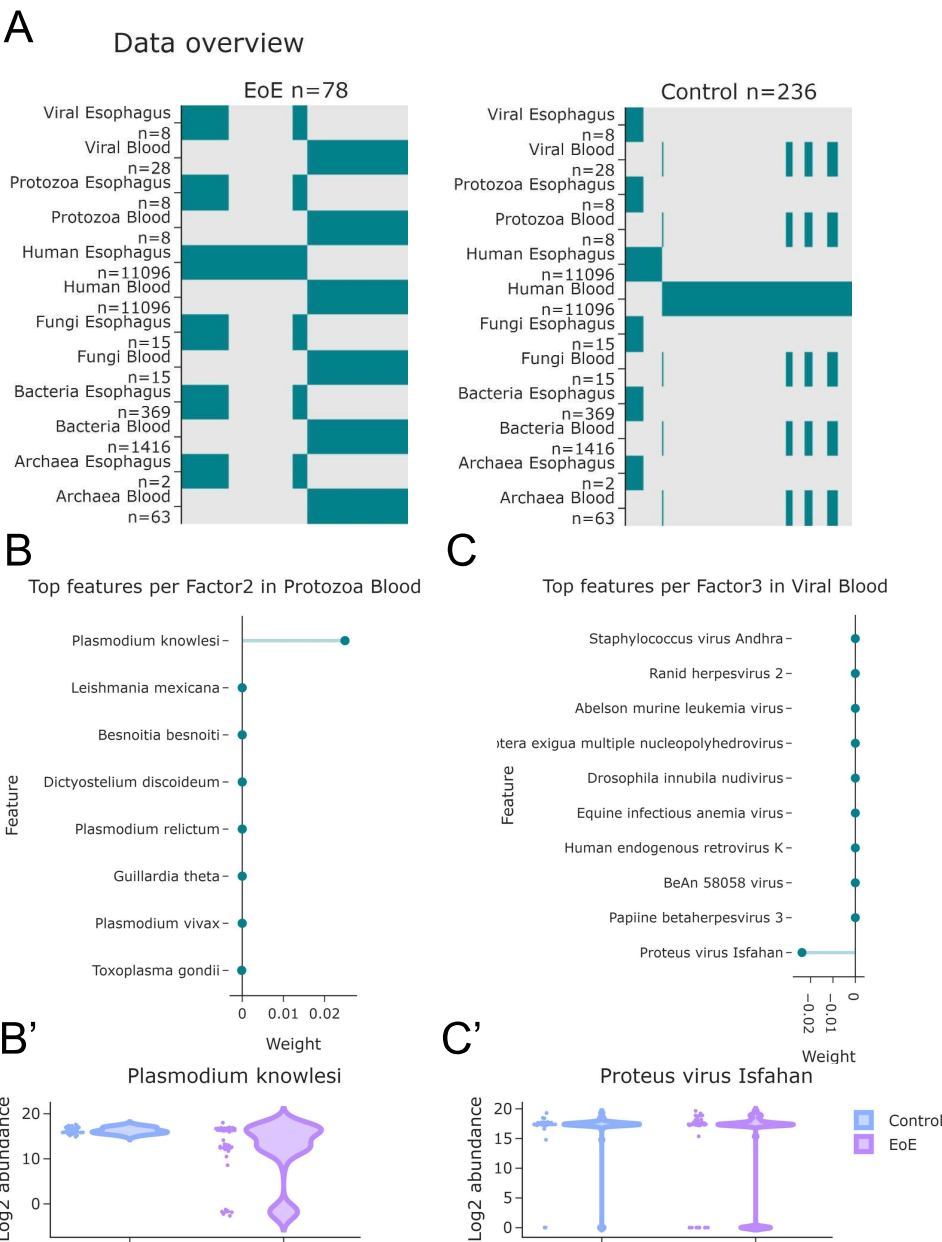 A
Data overview
EoE n=78
Viral Esophagus
n=8
Viral Blood
n=28
Protozoa Esophagus
n=8
Protozoa Blood
n=8
Human Esophagus
n=11096
Human Blood
n=11096
Fungi Esophagus
n=15
Fungi Blood
n=15
Bacteria Esophagus
n=369
Bacteria Blood
n=1416
Archaea Esophagus
n=2
Archaea Blood
n=63
Control n=236
Viral Esophagus
n=8
Viral Blood
n=28
Protozoa Esophagus
n=8
Protozoa Blood
n=8
Human Esophagus
n=11096
Human Blood
n=11096
Fungi Esophagus
n=15
Fungi Blood
n=15
Bacteria Esophagus
n=369
Bacteria Blood
n=1416
Archaea Esophagus
n=2
Archaea Blood
n=63
B
Top features per Factor2 in Protozoa Blood
Feature
Plasmodium knowlesi
Leishmania mexicana
Besnoitia besnoiti
Dictyostelium discoideum
Plasmodium relictum
Guillardia theta
Plasmodium vivax
Toxoplasma gondii
0 0.01 0.02
Weight
C
Top features per Factor3 in Viral Blood
Feature
Staphylococcus virus Andhra
Ranid herpesvirus 2
Abelson murine leukemia virus
otera exigua multiple nucleopolyhedrovirus
Drosophila innubila nudivirus
Equine infectious anemia virus
Human endogenous retrovirus K
BeAn 58058 virus
Papiine betaherpesvirus 3
Proteus virus Isfahan
−0.02 −0.01 0
Weight
B'
Plasmodium knowlesi
Log2 abundance
20
10
0
C'
Proteus virus Isfahan
Log2 abundance
20
15
10
5
0
Control
EoE